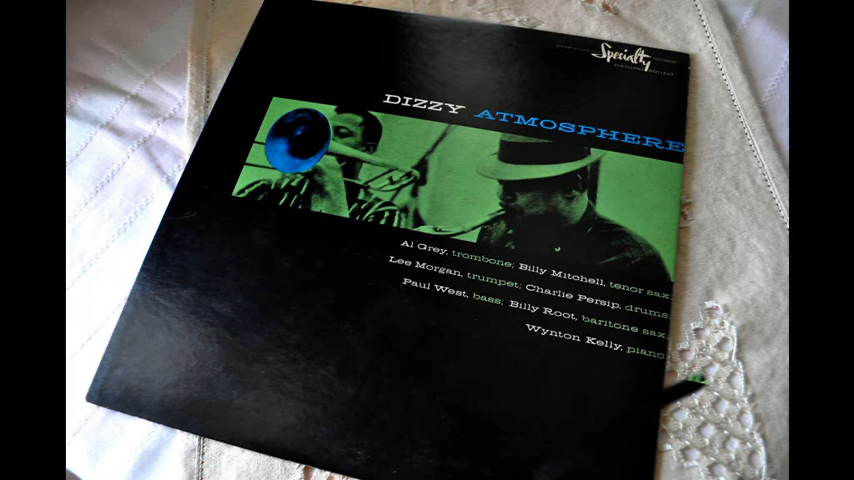 Specialty
DIZZY ATMOSPHERE
Al Grey, trombone; Billy Mitchell, tenor sax
Lee Morgan, trumpet; Charlie Persip, drums
Paul West, bass; Billy Root, baritone sax;
Wynton Kelly, piano